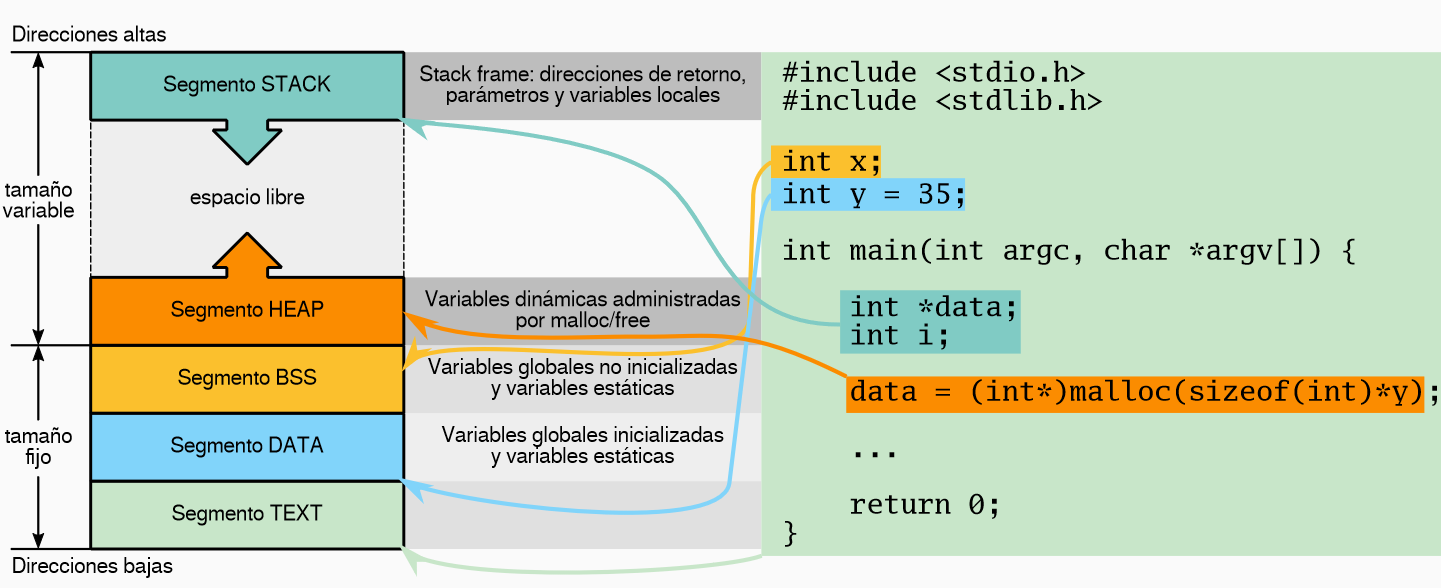 Direcciones altas
Segmento STACK
Stack frame: direcciones de retorno,
parámetros y variables locales
tamaño
variable
espacio libre
Segmento HEAP
Variables dinámicas administradas
por malloc/free
Segmento BSS
Variables globales no inicializadas
y variables estáticas
tamaño
fijo
Segmento DATA
Variables globales inicializadas
y variables estáticas
Segmento TEXT
Direcciones bajas
#include <stdio.h>
#include <stdlib.h>
int x;
int y = 35;
int main(int argc, char *argv[]) {
int *data;
int i;
data = (int*)malloc(sizeof(int)*y);
...
return 0;
}